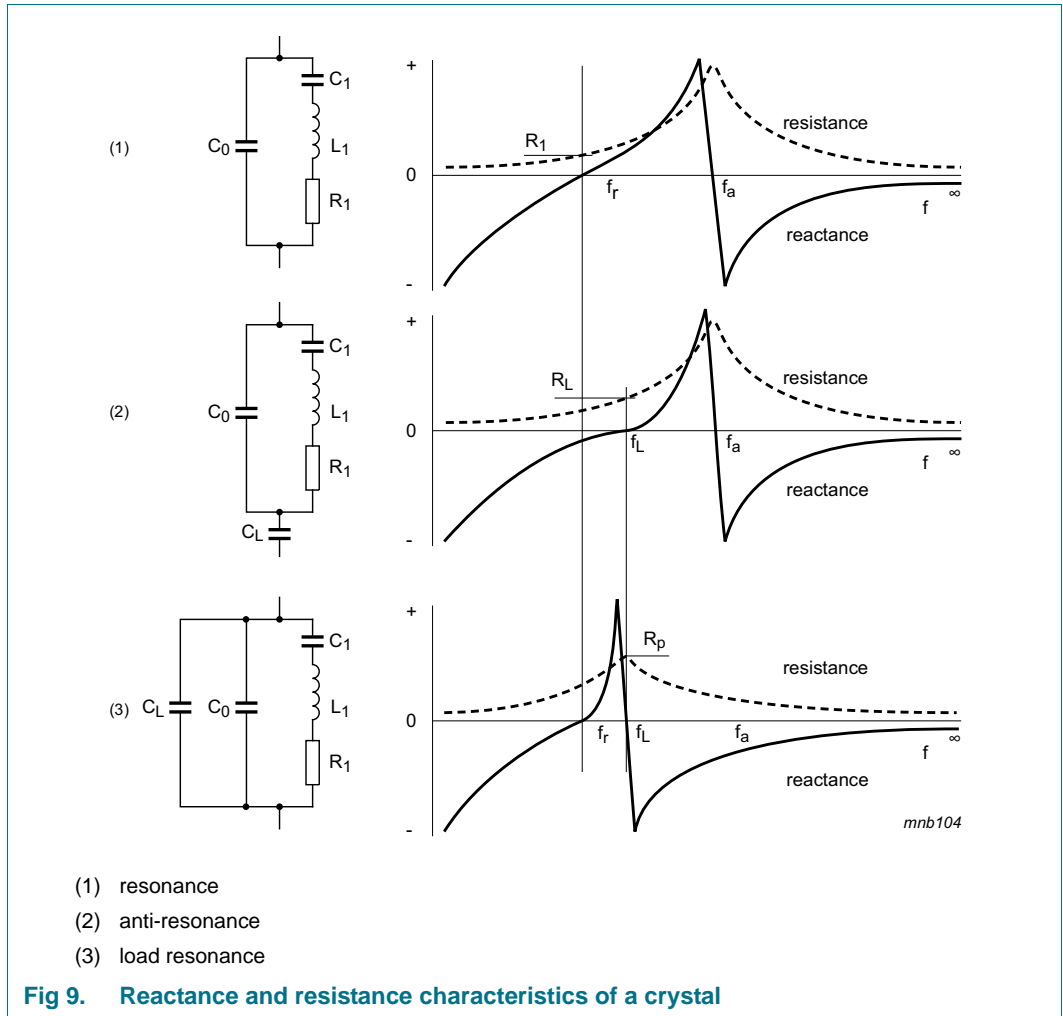 (1)
C0
C1
L1
R1
+
0
-
R1
fr
fa
f
∞
resistance
reactance
(2)
C0
C1
L1
R1
CL
+
0
-
RL
fL
fa
f
∞
resistance
reactance
(3)
CL
C0
C1
L1
R1
+
0
-
Rp
fr
fL
fa
f
∞
resistance
reactance
mnb104
(1) resonance
(2) anti-resonance
(3) load resonance
Fig 9. Reactance and resistance characteristics of a crystal